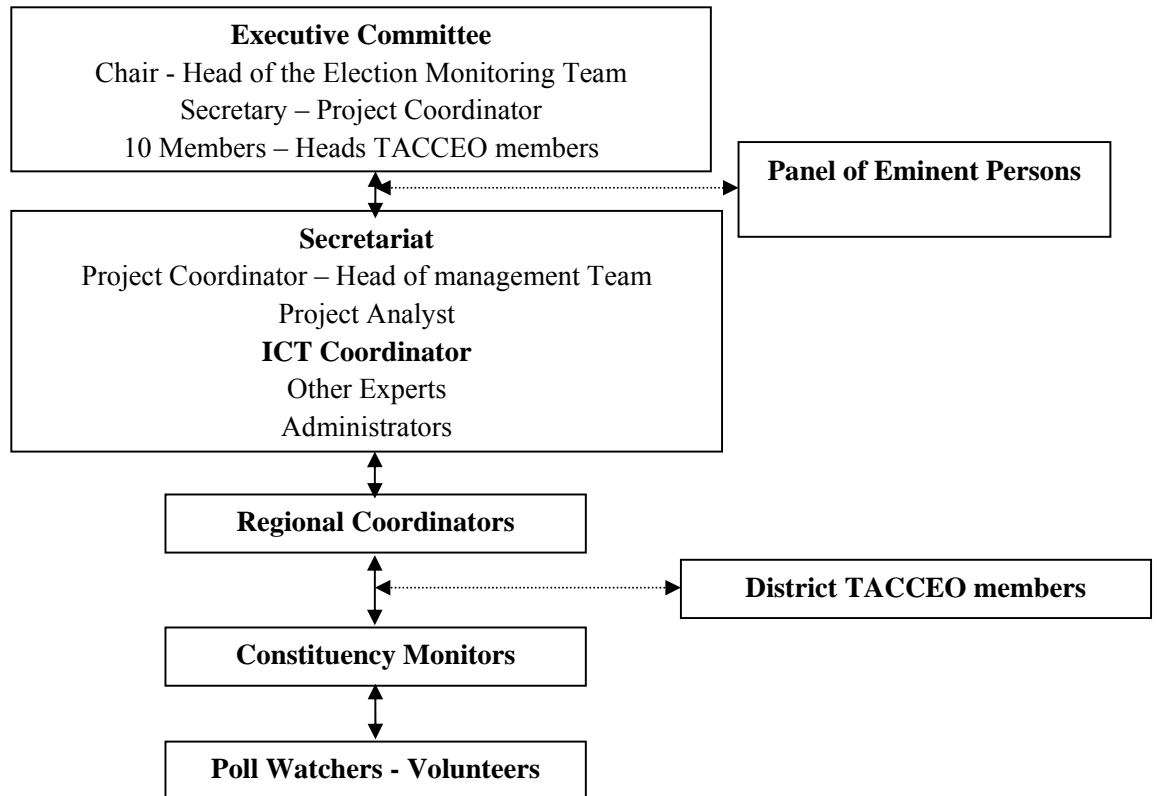 Executive Committee
Chair - Head of the Election Monitoring Team
Secretary – Project Coordinator
10 Members – Heads TACCEO members
Panel of Eminent Persons
Secretariat
Project Coordinator – Head of management Team
Project Analyst
ICT Coordinator
Other Experts
Administrators
Regional Coordinators
District TACCEO members
Constituency Monitors
Poll Watchers - Volunteers